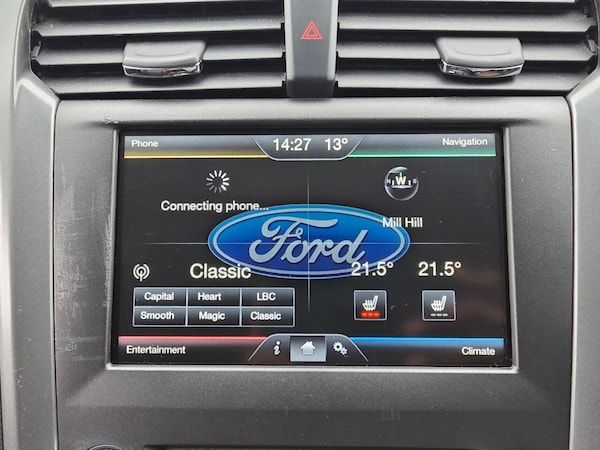 Phone 14:27 13° Navigation
Connecting phone...
W
Mill Hill
Ford
Classic 21.5° 21.5°
Capital Heart LBC
Smooth Magic Classic
Entertainment i Climate